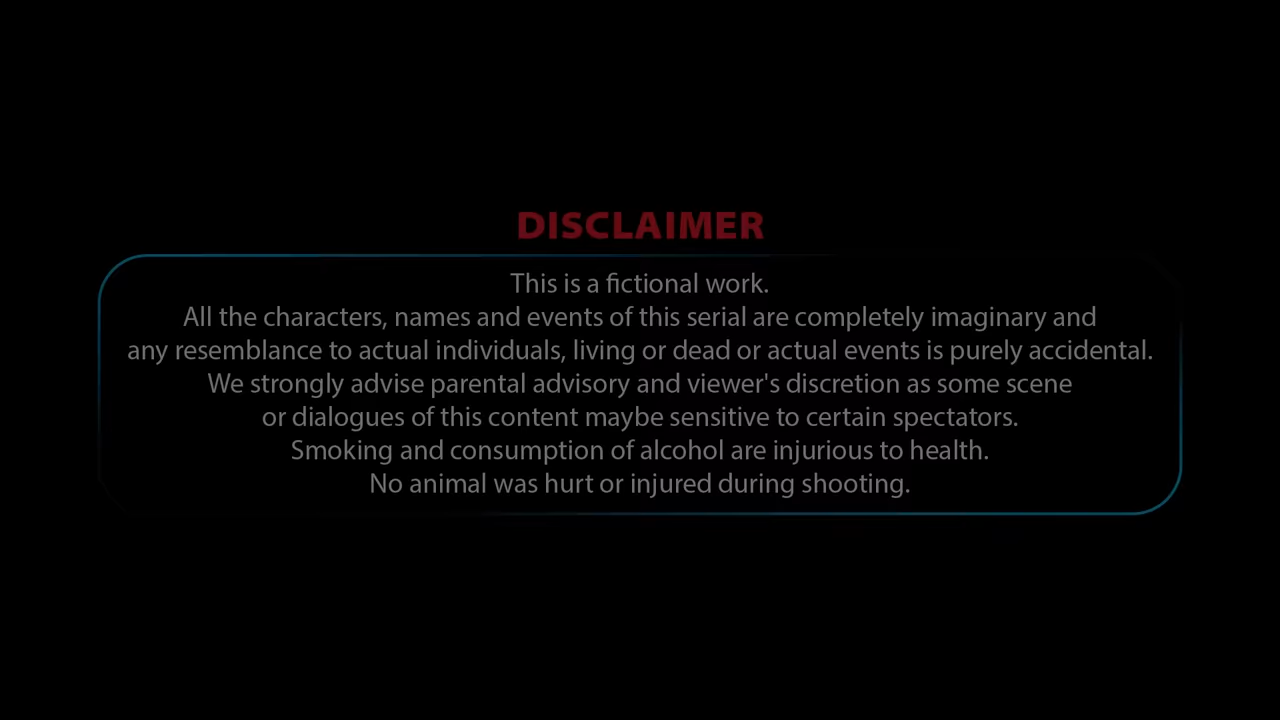 DISCLAIMER
This is a fictional work.
All the characters, names and events of this serial are completely imaginary and
any resemblance to actual individuals, living or dead or actual events is purely accidental.
We strongly advise parental advisory and viewer's discretion as some scene
or dialogues of this content maybe sensitive to certain spectators.
Smoking and consumption of alcohol are injurious to health.
No animal was hurt or injured during shooting.